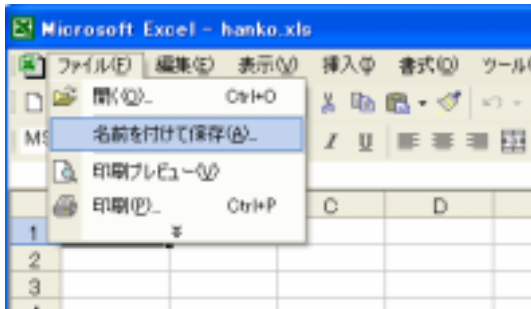 Microsoft Excel - hanko.xls
ファイル(F) 編集(E) 表示(V) 挿入(I) 書式(O) ツール(
開く(O)... Ctrl+O
名前を付けて保存(A)...
印刷プレビュー(V)
印刷(P)... Ctrl+P
MS
I U
C D
1
2
3